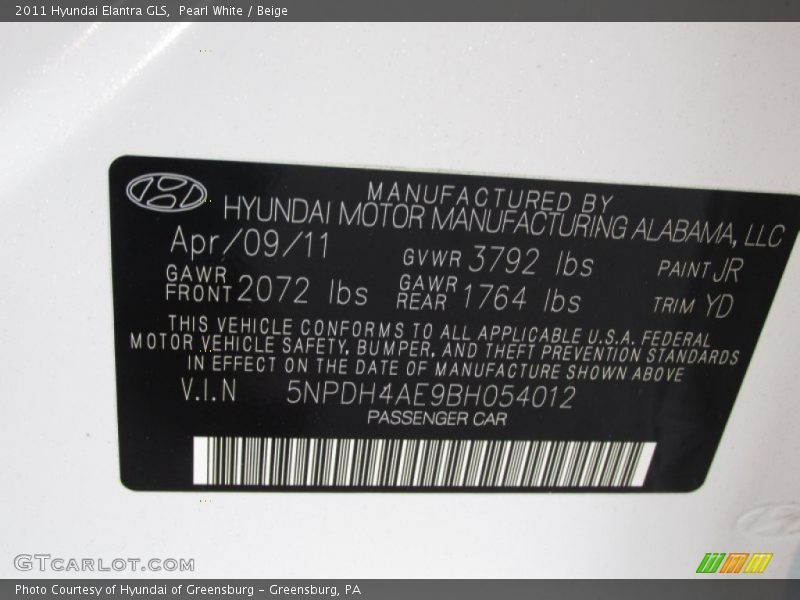 2011 Hyundai Elantra GLS, Pearl White / Beige
MANUFACTURED BY
HYUNDAI MOTOR MANUFACTURING ALABAMA, LLC
Apr/09/11 GVWR 3792 lbs PAINT JR
GAWR FRONT 2072 lbs GAWR REAR 1764 lbs TRIM YD
THIS VEHICLE CONFORMS TO ALL APPLICABLE U.S.A. FEDERAL
MOTOR VEHICLE SAFETY, BUMPER, AND THEFT PREVENTION STANDARDS
IN EFFECT ON THE DATE OF MANUFACTURE SHOWN ABOVE
V.I.N 5NPDH4AE9BH054012
PASSENGER CAR
GTCARLOT.COM
Photo Courtesy of Hyundai of Greensburg - Greensburg, PA